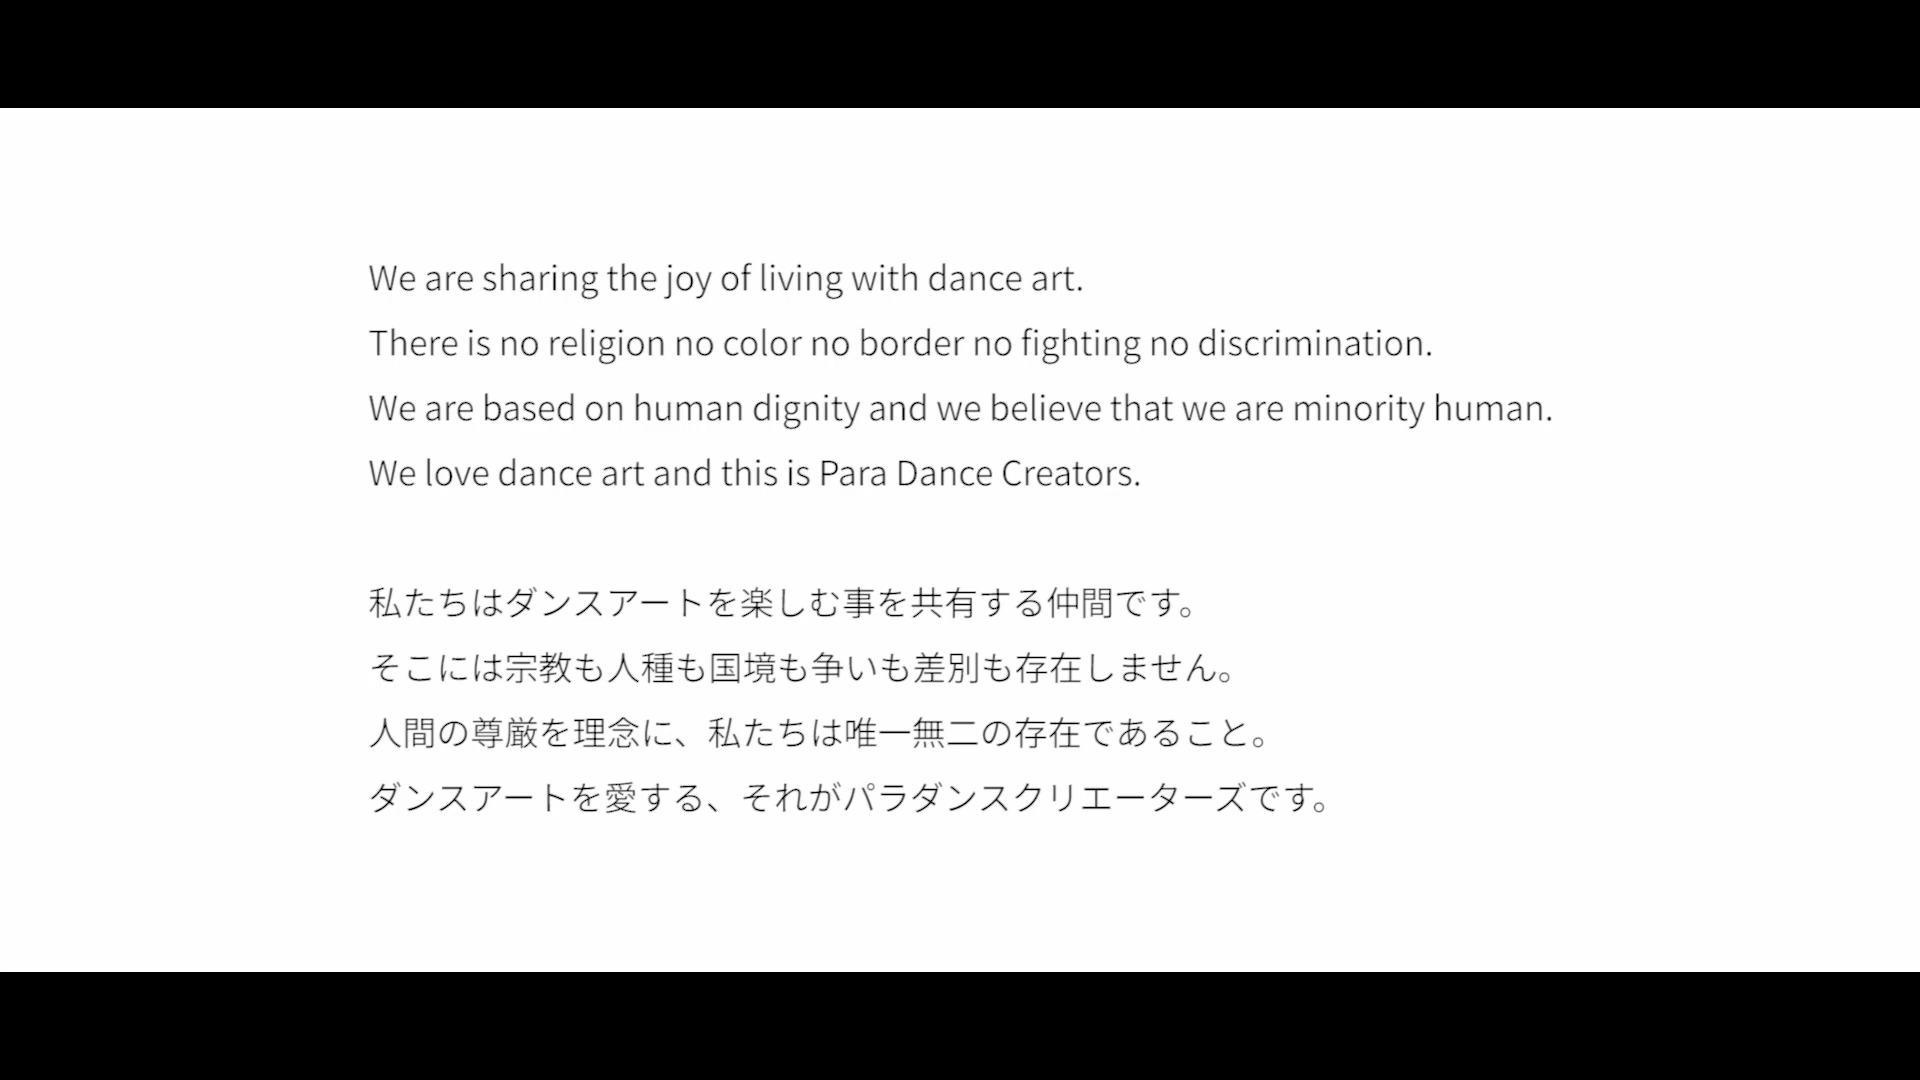 We are sharing the joy of living with dance art.
There is no religion no color no border no fighting no discrimination.
We are based on human dignity and we believe that we are minority human.
We love dance art and this is Para Dance Creators.
私たちはダンスアートを楽しむ事を共有する仲間です。
そこには宗教も人種も国境も争いも差別も存在しません。
人間の尊厳を理念に、私たちは唯一無二の存在であること。
ダンスアートを愛する、それがパラダンスクリエーターズです。